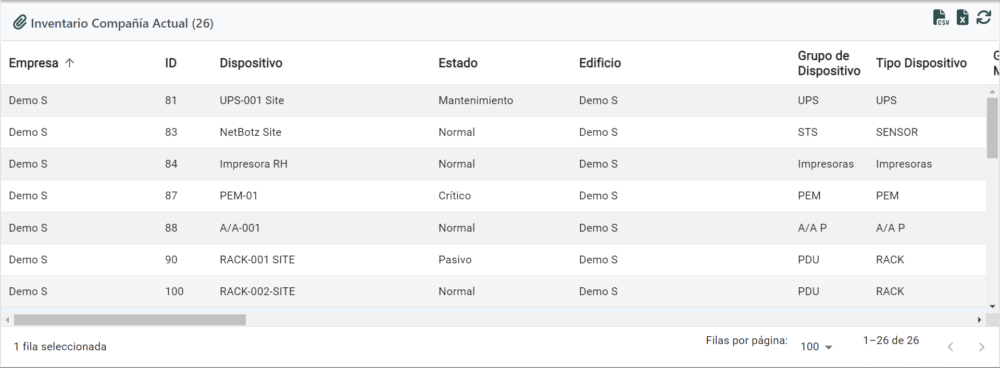 Inventario Compañía Actual (26)
CSV
Empresa ID Dispositivo Estado Edificio Grupo de Dispositivo Tipo Dispositivo
Demo S 81 UPS-001 Site Mantenimiento Demo S UPS UPS
Demo S 83 NetBotz Site Normal Demo S STS SENSOR
Demo S 84 Impresora RH Normal Demo S Impresoras Impresoras
Demo S 87 PEM-01 Crítico Demo S PEM PEM
Demo S 88 A/A-001 Normal Demo S A/A P A/A P
Demo S 90 RACK-001 SITE Pasivo Demo S PDU RACK
Demo S 100 RACK-002-SITE Normal Demo S PDU RACK
1 fila seleccionada Filas por página: 100 1–26 de 26